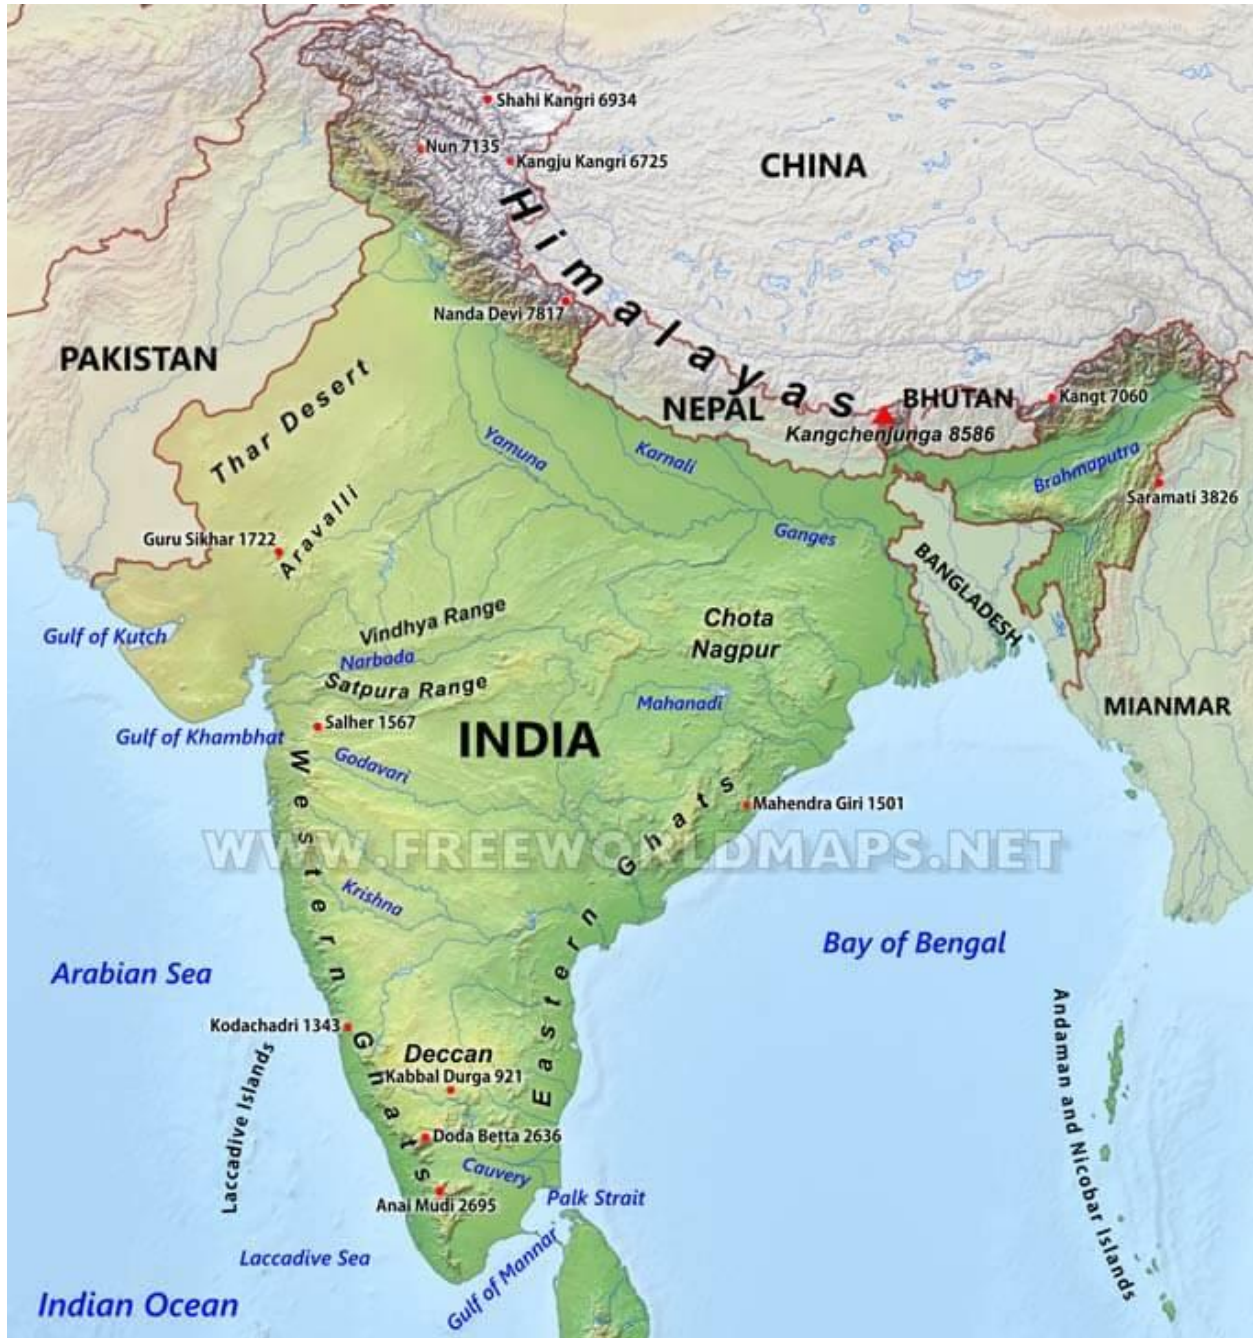 Shahi Kangri 6934
Nun 7135
Kangju Kangri 6725
CHINA
Himalayas
Nanda Devi 7817
PAKISTAN
Thar Desert
NEPAL
BHUTAN
Kangt 7060
Kangchenjunga 8586
Yamuna
Karnali
Brahmaputra
Saramati 3826
Guru Sikhar 1722
Aravalli
Ganges
BANGLADESH
Gulf of Kutch
Vindhya Range
Narbada
Chota
Nagpur
Satpura Range
Mahanadi
MIANMAR
Salher 1567
Gulf of Khambhat
INDIA
Godavari
Western Ghats
Mahendra Giri 1501
Eastern Ghats
WWW.FREEWORLDMAPS.NET
Krishna
Bay of Bengal
Arabian Sea
Kodachadri 1343
Laccadive Islands
Deccan
Kabbal Durga 921
Andaman and Nicobar Islands
Doda Betta 2636
Cauvery
Anai Mudi 2695
Palk Strait
Laccadive Sea
Gulf of Mannar
Indian Ocean